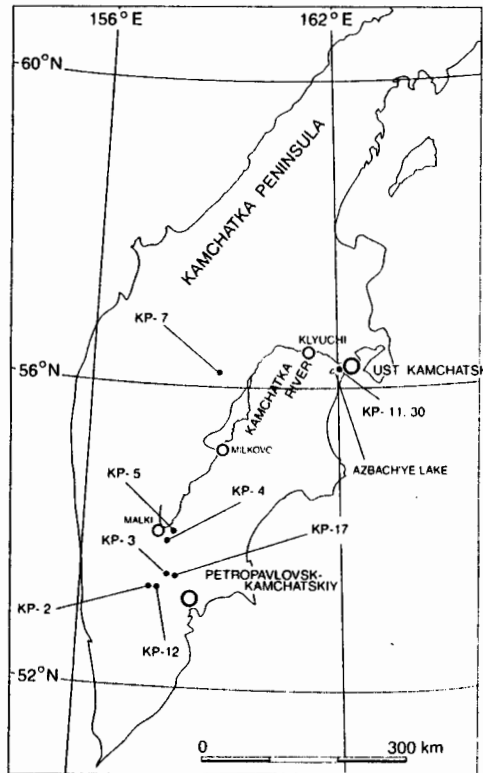 156°E
162°E
60°N
KAMCHATKA PENINSULA
KP-7
KLYUCHI
56°N
KAMCHATKA
RIVER
UST KAMCHATSK
KP-11. 30
MILKOVO
AZBACH'YE LAKE
KP-5
KP-4
MALKI
KP-3
KP-17
PETROPAVLOVSK-
KAMCHATSKIY
KP-2
KP-12
52°N
0
300 km